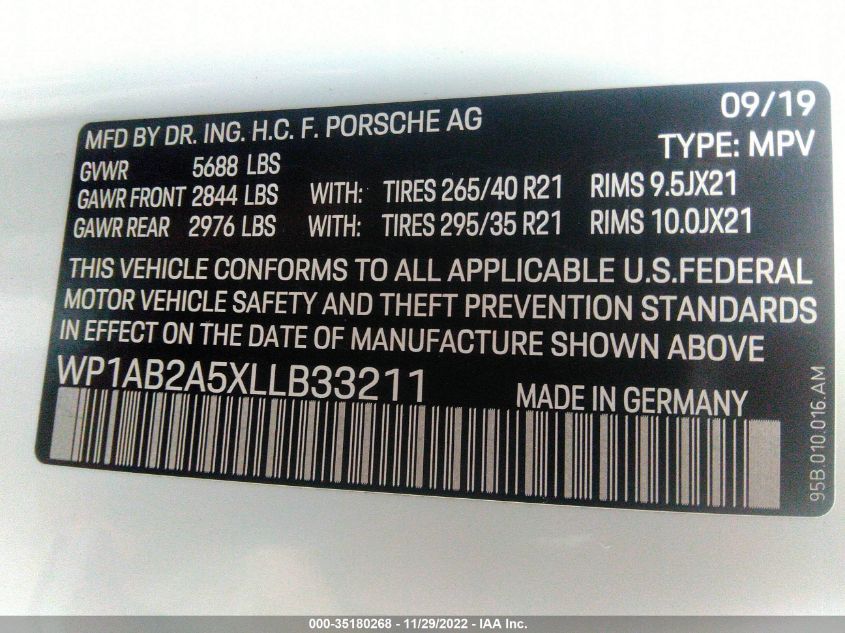 MFD BY DR. ING. H.C. F. PORSCHE AG 09/19
TYPE: MPV
GVWR 5688 LBS
GAWR FRONT 2844 LBS WITH: TIRES 265/40 R21 RIMS 9.5JX21
GAWR REAR 2976 LBS WITH: TIRES 295/35 R21 RIMS 10.0JX21
THIS VEHICLE CONFORMS TO ALL APPLICABLE U.S.FEDERAL
MOTOR VEHICLE SAFETY AND THEFT PREVENTION STANDARDS
IN EFFECT ON THE DATE OF MANUFACTURE SHOWN ABOVE
WP1AB2A5XLLB33211 MADE IN GERMANY
95B.010.016.AM
000-35180268 - 11/29/2022 - IAA Inc.